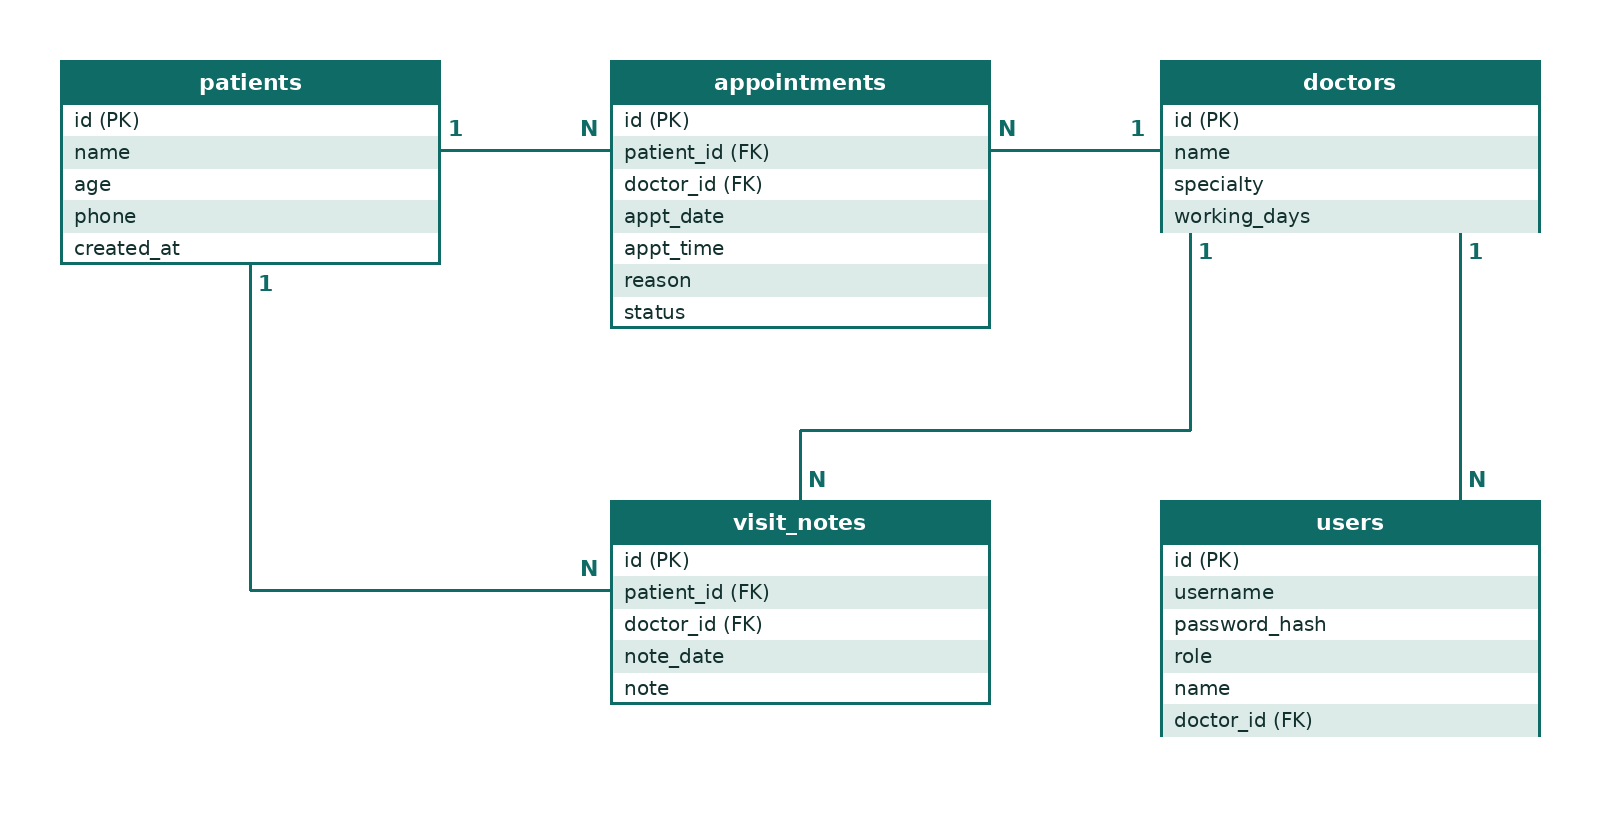 patients
id (PK)
name
age
phone
created_at
1
N
appointments
id (PK)
patient_id (FK)
doctor_id (FK)
appt_date
appt_time
reason
status
N
1
doctors
id (PK)
name
specialty
working_days
1
1
1
N
N
N
visit_notes
id (PK)
patient_id (FK)
doctor_id (FK)
note_date
note
users
id (PK)
username
password_hash
role
name
doctor_id (FK)